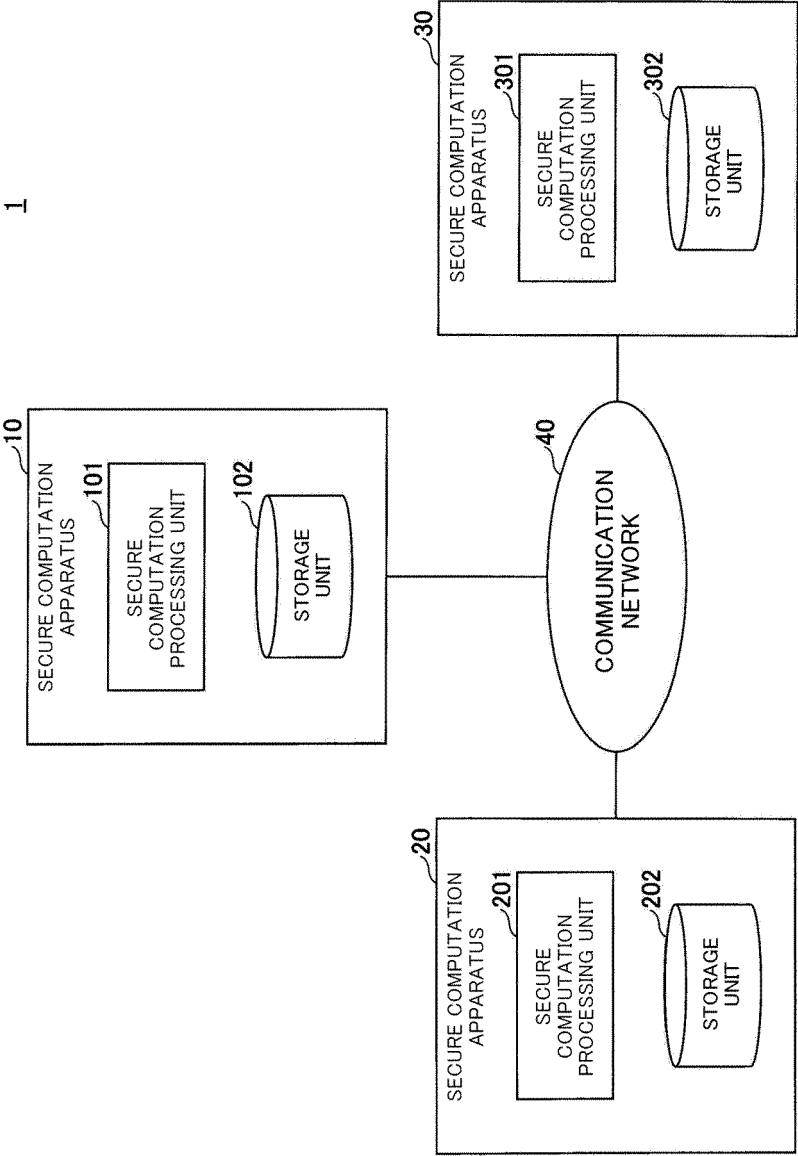 1
10
SECURE COMPUTATION
APPARATUS
101
SECURE
COMPUTATION
PROCESSING UNIT
102
STORAGE
UNIT
20
SECURE COMPUTATION
APPARATUS
201
SECURE
COMPUTATION
PROCESSING UNIT
202
STORAGE
UNIT
40
COMMUNICATION
NETWORK
30
SECURE COMPUTATION
APPARATUS
301
SECURE
COMPUTATION
PROCESSING UNIT
302
STORAGE
UNIT